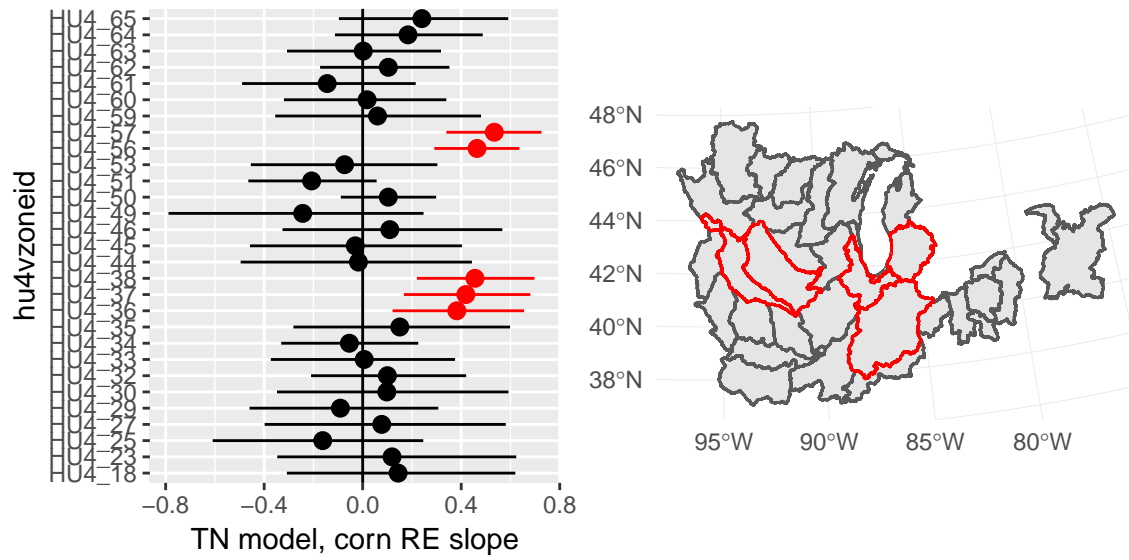 hu4vzoneid
HU4_65
HU4_64
HU4_63
HU4_62
HU4_61
HU4_60
HU4_59
HU4_57
HU4_56
HU4_53
HU4_51
HU4_50
HU4_49
HU4_46
HU4_45
HU4_44
HU4_38
HU4_37
HU4_36
HU4_35
HU4_34
HU4_33
HU4_32
HU4_30
HU4_29
HU4_27
HU4_25
HU4_23
HU4_18
−0.8 −0.4 0.0 0.4 0.8
TN model, corn RE slope
48°N
46°N
44°N
42°N
40°N
38°N
95°W 90°W 85°W 80°W